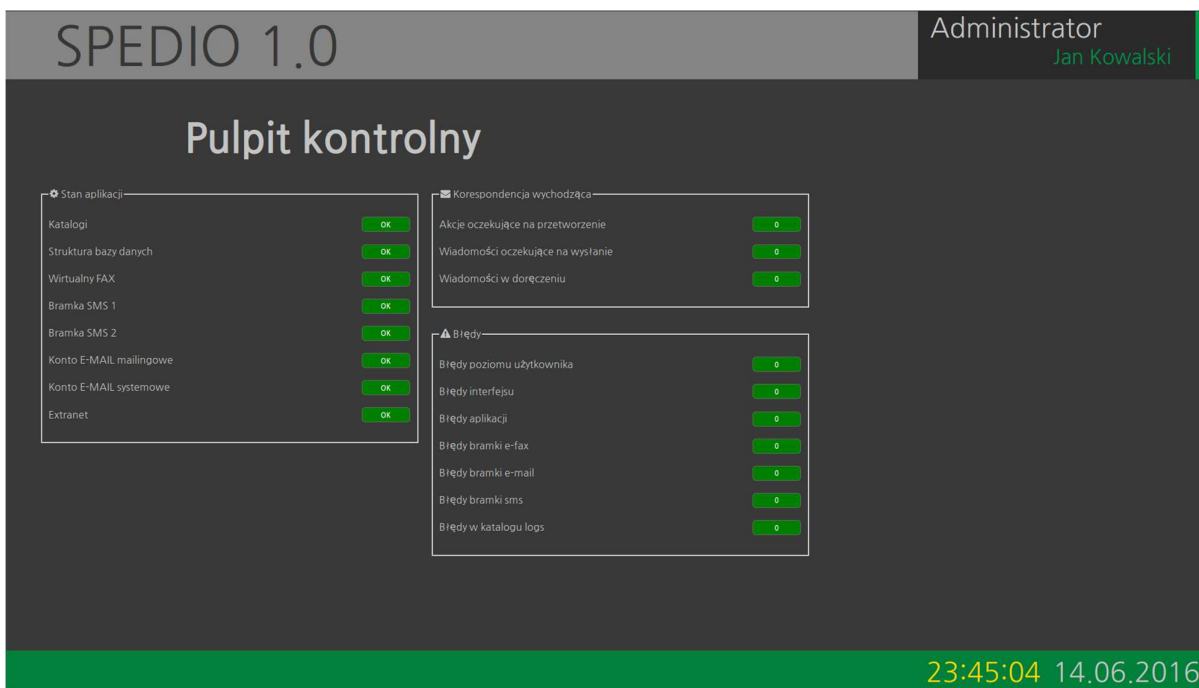 SPEDIO 1.0
Administrator
Jan Kowalski
Pulpit kontrolny
Stan aplikacji
Katalogi OK
Struktura bazy danych OK
Wirtualny FAX OK
Bramka SMS 1 OK
Bramka SMS 2 OK
Konto E-MAIL mailingowe OK
Konto E-MAIL systemowe OK
Extranet OK
Korespondencja wychodząca
Akcje oczekujące na przetworzenie 0
Wiadomości oczekujące na wysłanie 0
Wiadomości w doręczeniu 0
Błędy
Błędy poziomu użytkownika 0
Błędy interfejsu 0
Błędy aplikacji 0
Błędy bramki e-fax 0
Błędy bramki e-mail 0
Błędy bramki sms 0
Błędy w katalogu logs 0
23:45:04 14.06.2016